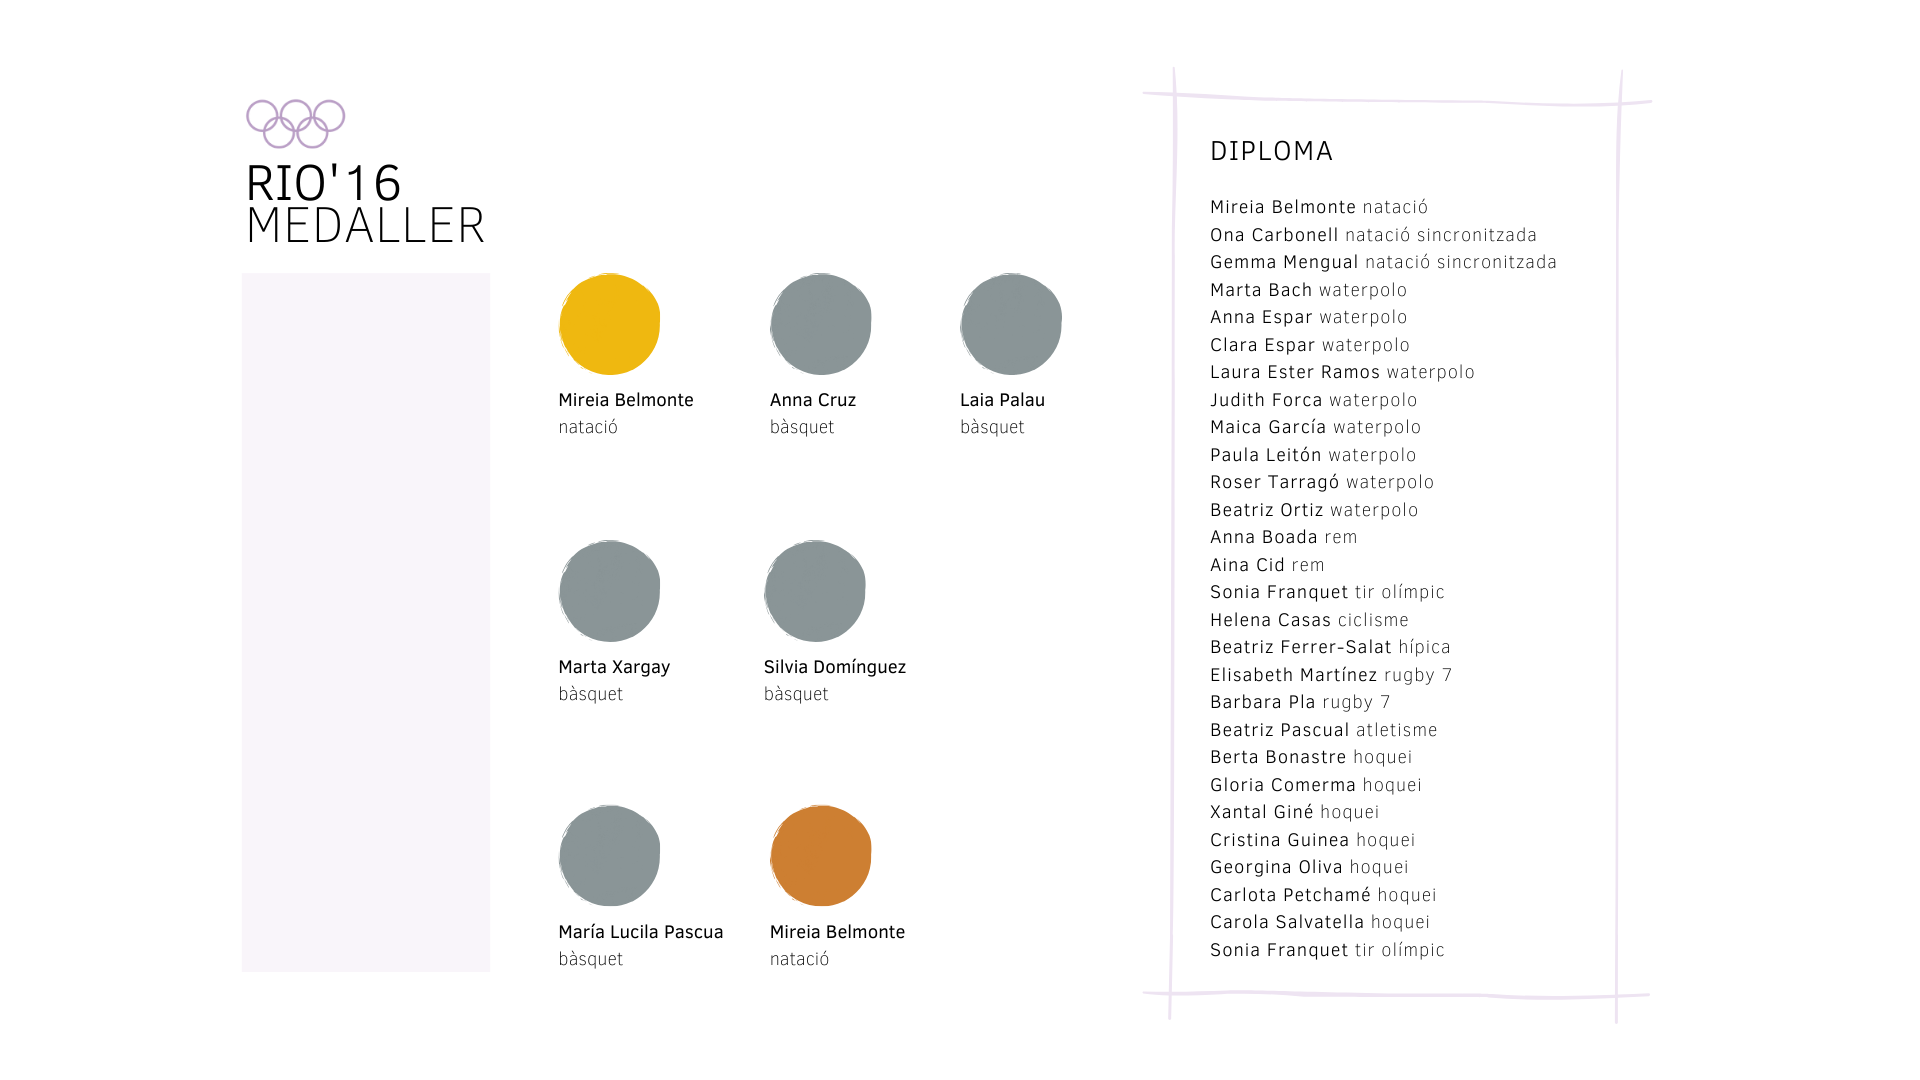 RIO'16
MEDALLER
Mireia Belmonte
natació
Anna Cruz
bàsquet
Laia Palau
bàsquet
Marta Xargay
bàsquet
Silvia Domínguez
bàsquet
María Lucila Pascua
bàsquet
Mireia Belmonte
natació
DIPLOMA
Mireia Belmonte natació
Ona Carbonell natació sincronitzada
Gemma Mengual natació sincronitzada
Marta Bach waterpolo
Anna Espar waterpolo
Clara Espar waterpolo
Laura Ester Ramos waterpolo
Judith Forca waterpolo
Maica García waterpolo
Paula Leitón waterpolo
Roser Tarragó waterpolo
Beatriz Ortiz waterpolo
Anna Boada rem
Aina Cid rem
Sonia Franquet tir olímpic
Helena Casas ciclisme
Beatriz Ferrer-Salat hípica
Elisabeth Martínez rugby 7
Barbara Pla rugby 7
Beatriz Pascual atletisme
Berta Bonastre hoquei
Gloria Comerma hoquei
Xantal Giné hoquei
Cristina Guinea hoquei
Georgina Oliva hoquei
Carlota Petchamé hoquei
Carola Salvatella hoquei
Sonia Franquet tir olímpic